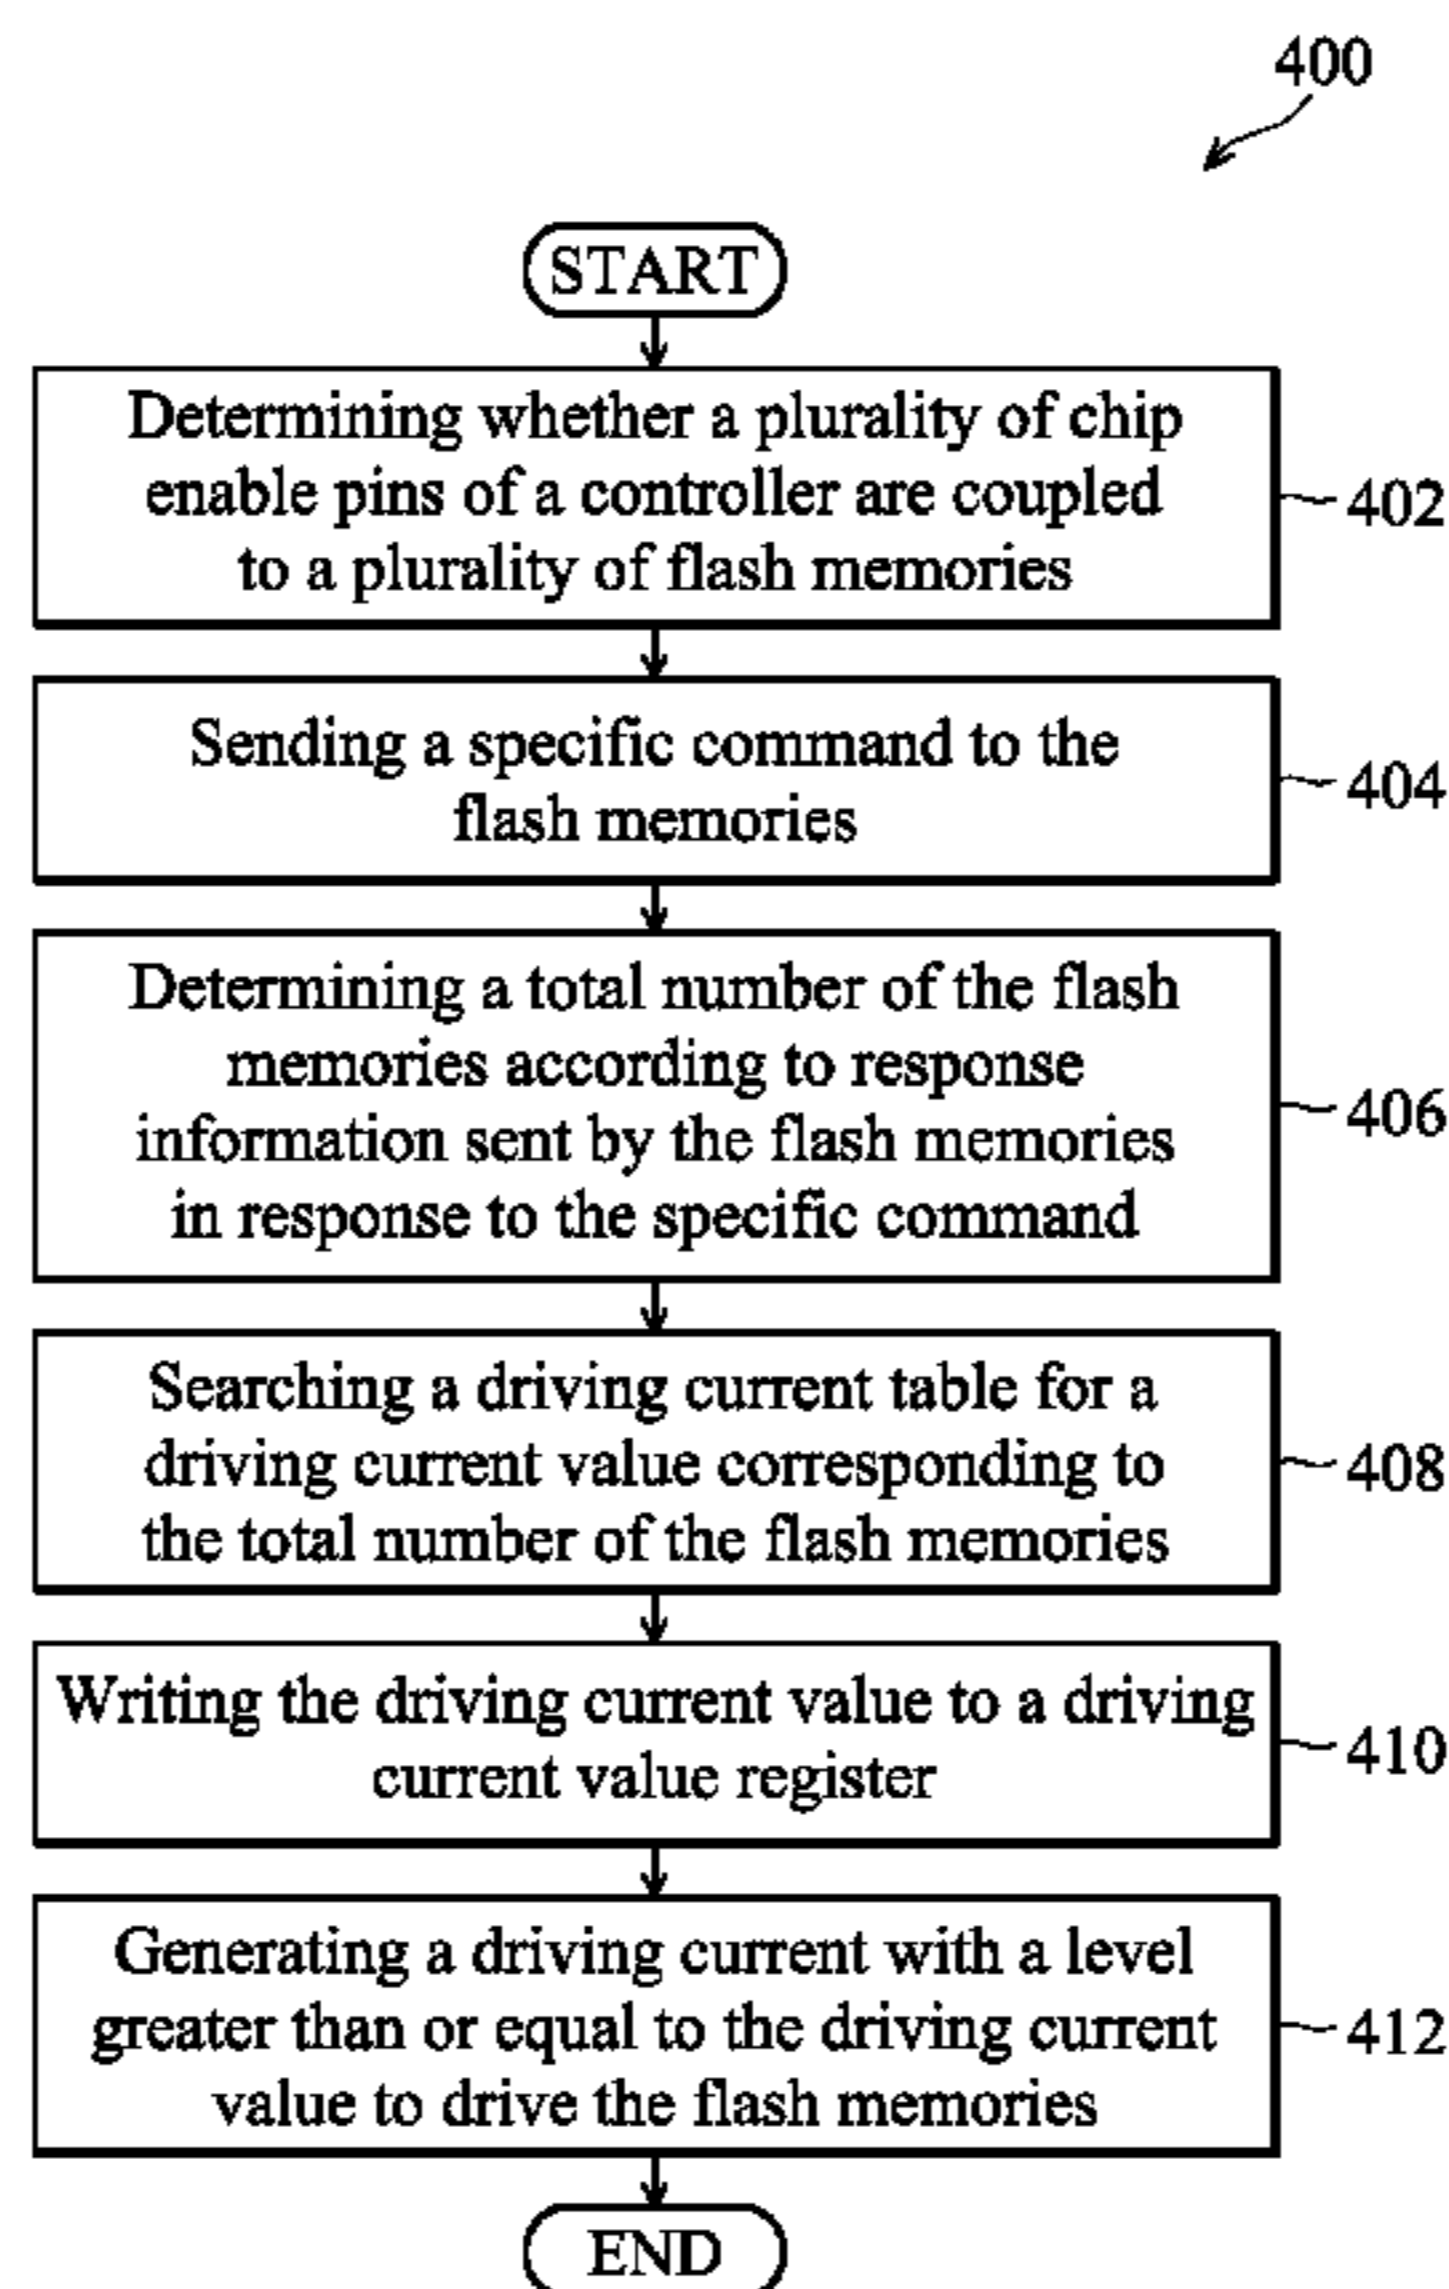 400
START
Determining whether a plurality of chip
enable pins of a controller are coupled
to a plurality of flash memories
402
Sending a specific command to the
flash memories
404
Determining a total number of the flash
memories according to response
information sent by the flash memories
in response to the specific command
406
Searching a driving current table for a
driving current value corresponding to
the total number of the flash memories
408
Writing the driving current value to a driving
current value register
410
Generating a driving current with a level
greater than or equal to the driving current
value to drive the flash memories
412
END